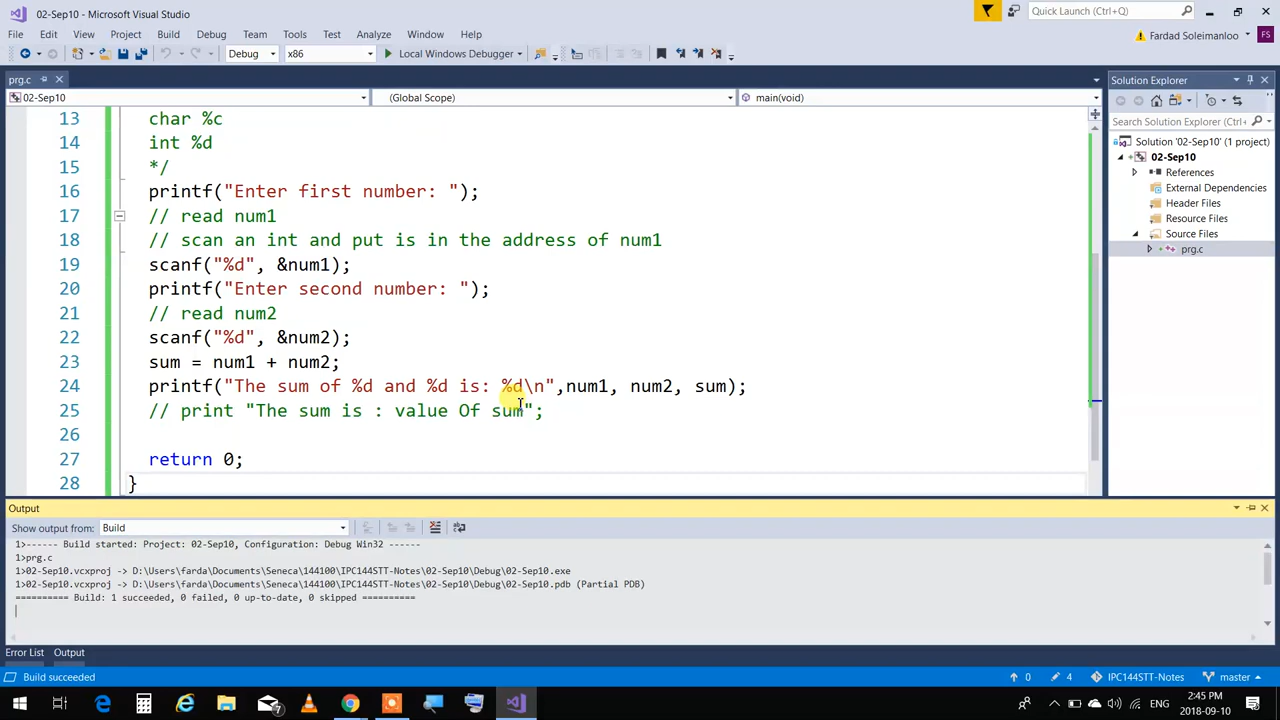 02-Sep10 - Microsoft Visual Studio
Quick Launch (Ctrl+Q)
File Edit View Project Build Debug Team Tools Test Analyze Window Help
Fardad Soleimanloo
FS
Debug x86 Local Windows Debugger
prg.c
02-Sep10 (Global Scope) main(void)
13 char %c
14 int %d
15 */
16 printf("Enter first number: ");
17 // read num1
18 // scan an int and put is in the address of num1
19 scanf("%d", &num1);
20 printf("Enter second number: ");
21 // read num2
22 scanf("%d", &num2);
23 sum = num1 + num2;
24 printf("The sum of %d and %d is: %d\n",num1, num2, sum);
25 // print "The sum is : value Of sum";
26
27 return 0;
28 }
Solution Explorer
Search Solution Explorer (Ctrl+
Solution '02-Sep10' (1 project)
02-Sep10
References
External Dependencies
Header Files
Resource Files
Source Files
prg.c
Output
Show output from: Build
1>------ Build started: Project: 02-Sep10, Configuration: Debug Win32 ------
1>prg.c
1>02-Sep10.vcxproj -> D:\Users\farda\Documents\Seneca\144100\IPC144STT-Notes\02-Sep10\Debug\02-Sep10.exe
1>02-Sep10.vcxproj -> D:\Users\farda\Documents\Seneca\144100\IPC144STT-Notes\02-Sep10\Debug\02-Sep10.pdb (Partial PDB)
========== Build: 1 succeeded, 0 failed, 0 up-to-date, 0 skipped ==========
Error List Output
Build succeeded 0 4 IPC144STT-Notes master
7
ENG
2:45 PM
2018-09-10